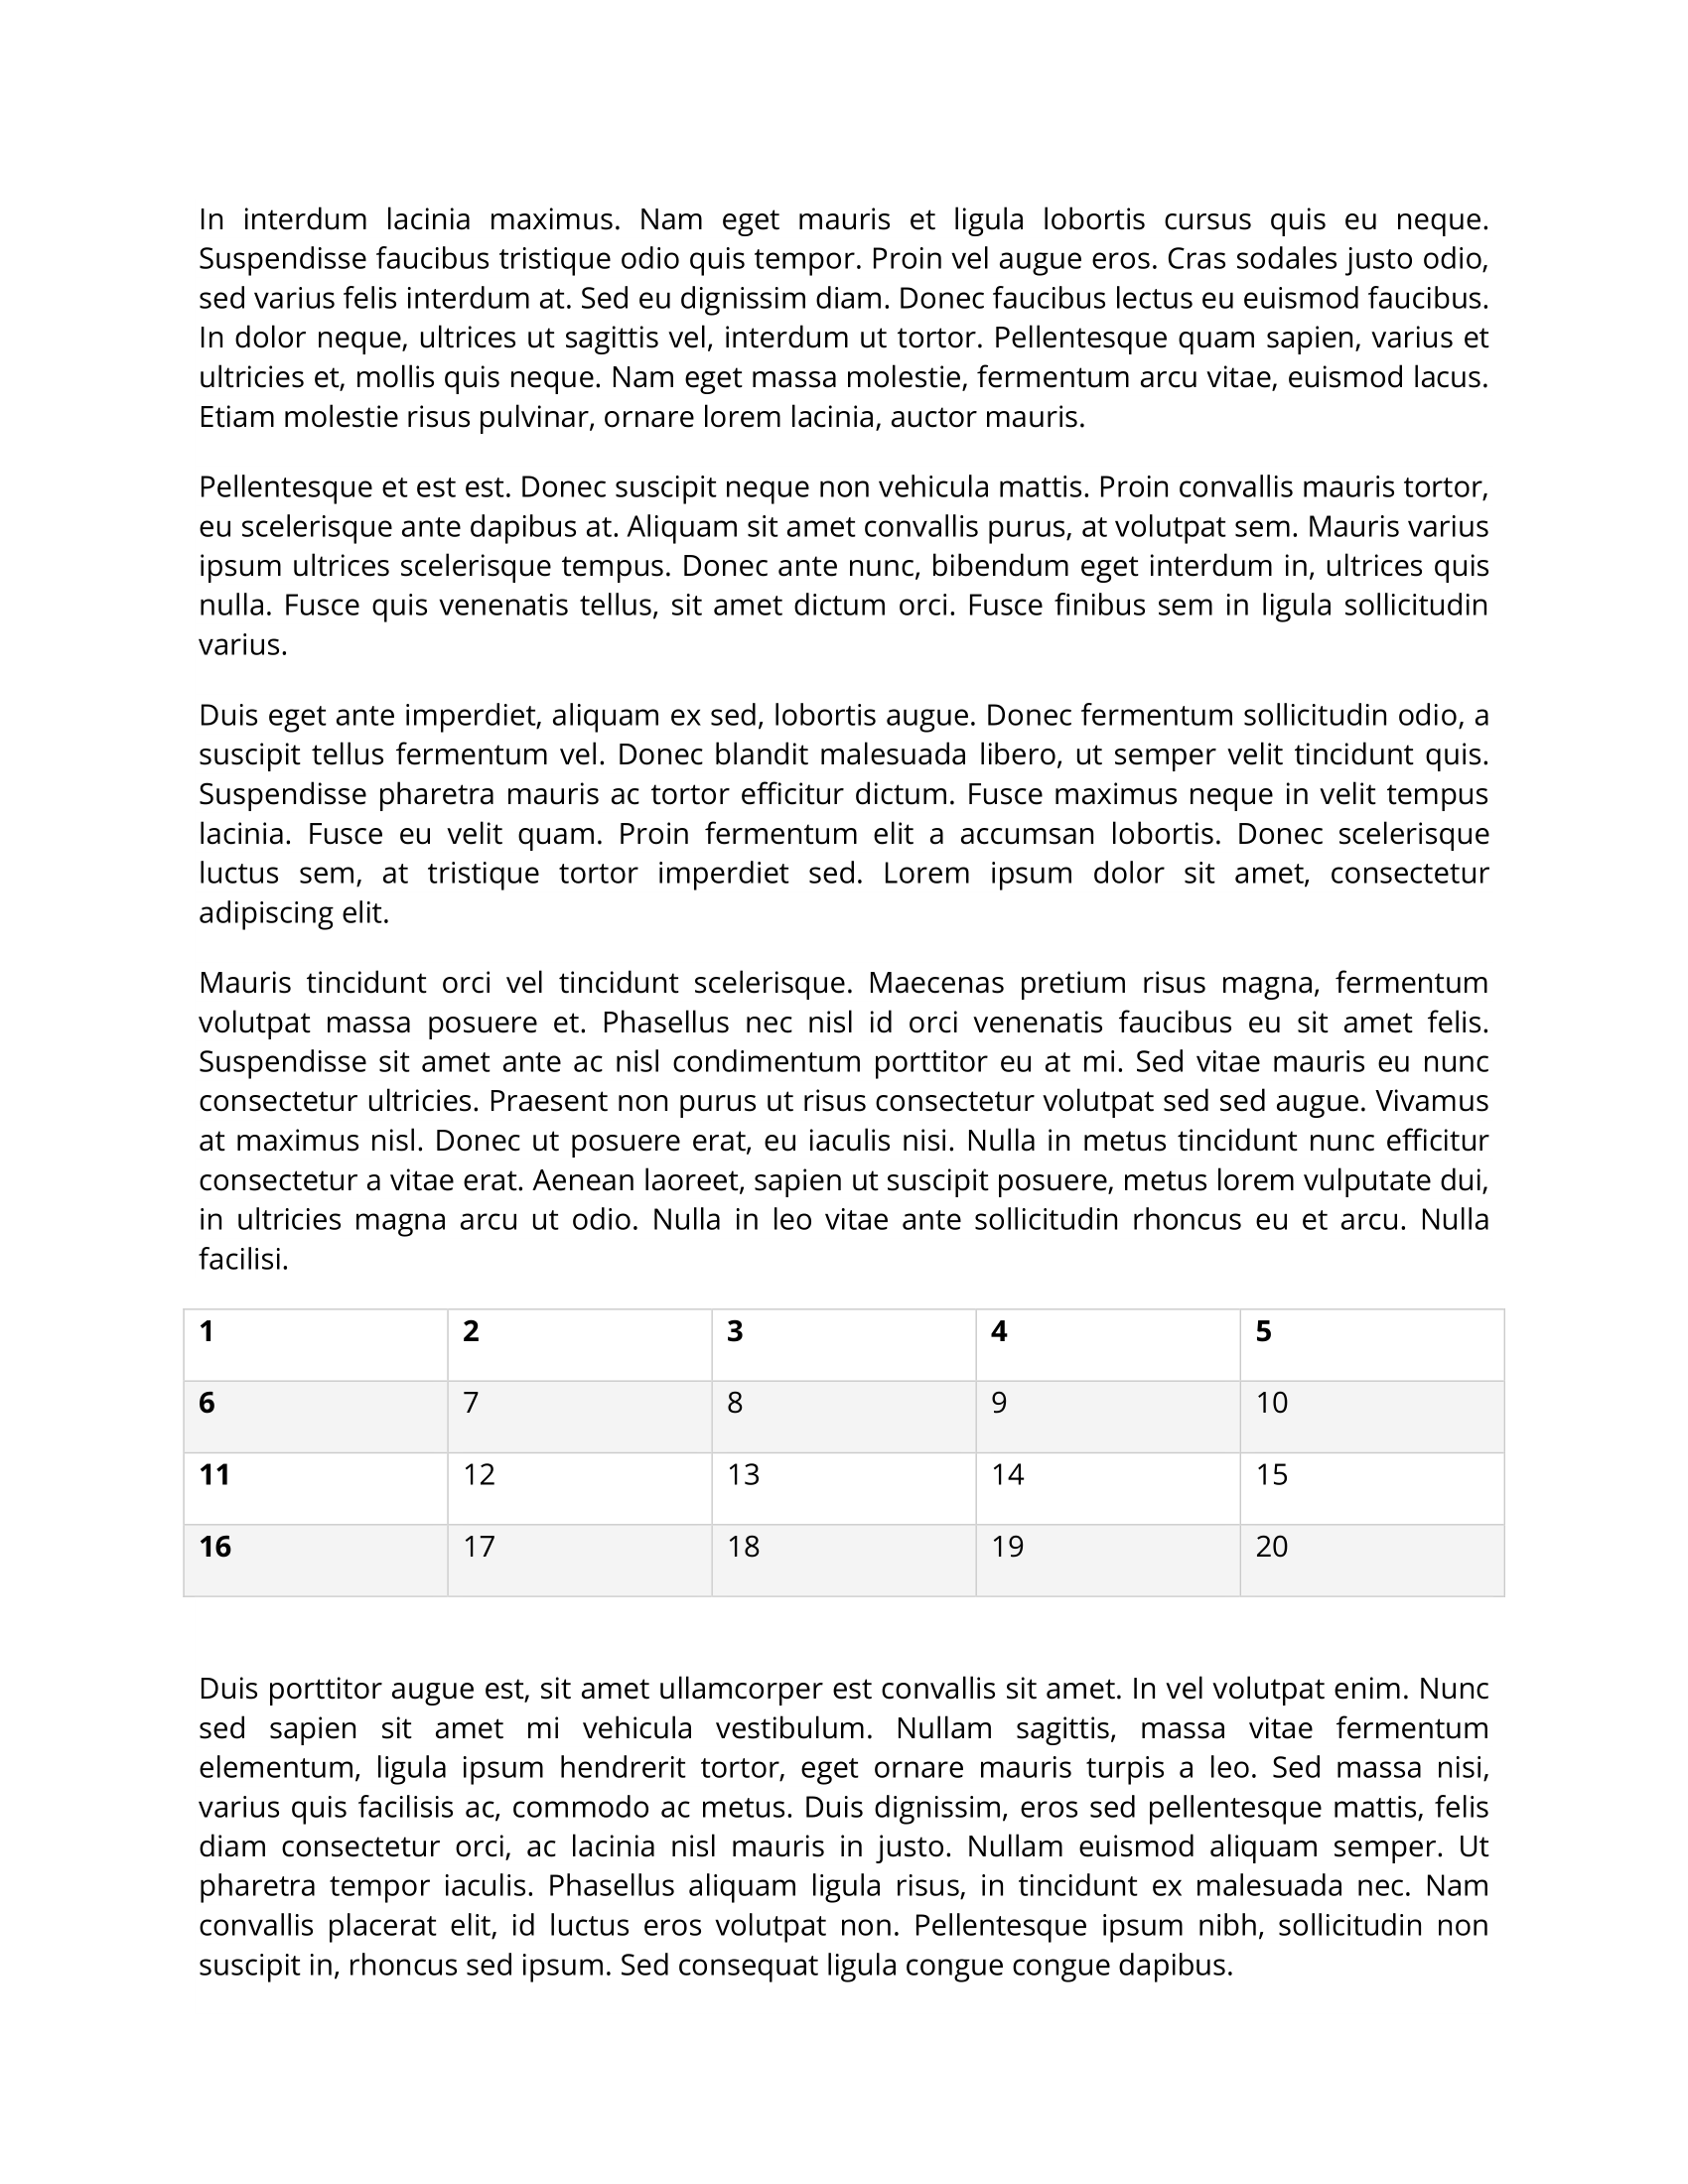 In interdum lacinia maximus. Nam eget mauris et ligula lobortis cursus quis eu neque.
Suspendisse faucibus tristique odio quis tempor. Proin vel augue eros. Cras sodales justo odio,
sed varius felis interdum at. Sed eu dignissim diam. Donec faucibus lectus eu euismod faucibus.
In dolor neque, ultrices ut sagittis vel, interdum ut tortor. Pellentesque quam sapien, varius et
ultricies et, mollis quis neque. Nam eget massa molestie, fermentum arcu vitae, euismod lacus.
Etiam molestie risus pulvinar, ornare lorem lacinia, auctor mauris.
Pellentesque et est est. Donec suscipit neque non vehicula mattis. Proin convallis mauris tortor,
eu scelerisque ante dapibus at. Aliquam sit amet convallis purus, at volutpat sem. Mauris varius
ipsum ultrices scelerisque tempus. Donec ante nunc, bibendum eget interdum in, ultrices quis
nulla. Fusce quis venenatis tellus, sit amet dictum orci. Fusce finibus sem in ligula sollicitudin
varius.
Duis eget ante imperdiet, aliquam ex sed, lobortis augue. Donec fermentum sollicitudin odio, a
suscipit tellus fermentum vel. Donec blandit malesuada libero, ut semper velit tincidunt quis.
Suspendisse pharetra mauris ac tortor efficitur dictum. Fusce maximus neque in velit tempus
lacinia. Fusce eu velit quam. Proin fermentum elit a accumsan lobortis. Donec scelerisque
luctus sem, at tristique tortor imperdiet sed. Lorem ipsum dolor sit amet, consectetur
adipiscing elit.
Mauris tincidunt orci vel tincidunt scelerisque. Maecenas pretium risus magna, fermentum
volutpat massa posuere et. Phasellus nec nisl id orci venenatis faucibus eu sit amet felis.
Suspendisse sit amet ante ac nisl condimentum porttitor eu at mi. Sed vitae mauris eu nunc
consectetur ultricies. Praesent non purus ut risus consectetur volutpat sed sed augue. Vivamus
at maximus nisl. Donec ut posuere erat, eu iaculis nisi. Nulla in metus tincidunt nunc efficitur
consectetur a vitae erat. Aenean laoreet, sapien ut suscipit posuere, metus lorem vulputate dui,
in ultricies magna arcu ut odio. Nulla in leo vitae ante sollicitudin rhoncus eu et arcu. Nulla
facilisi.
1 2 3 4 5
6 7 8 9 10
11 12 13 14 15
16 17 18 19 20
Duis porttitor augue est, sit amet ullamcorper est convallis sit amet. In vel volutpat enim. Nunc
sed sapien sit amet mi vehicula vestibulum. Nullam sagittis, massa vitae fermentum
elementum, ligula ipsum hendrerit tortor, eget ornare mauris turpis a leo. Sed massa nisi,
varius quis facilisis ac, commodo ac metus. Duis dignissim, eros sed pellentesque mattis, felis
diam consectetur orci, ac lacinia nisl mauris in justo. Nullam euismod aliquam semper. Ut
pharetra tempor iaculis. Phasellus aliquam ligula risus, in tincidunt ex malesuada nec. Nam
convallis placerat elit, id luctus eros volutpat non. Pellentesque ipsum nibh, sollicitudin non
suscipit in, rhoncus sed ipsum. Sed consequat ligula congue congue dapibus.